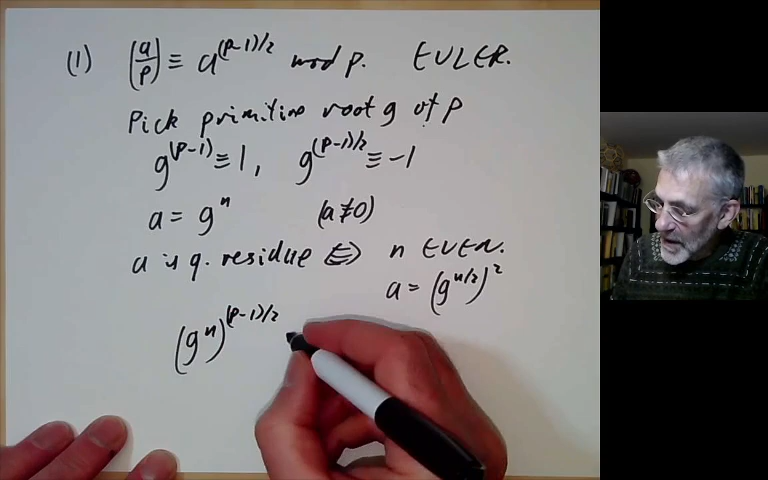 (1) (a/p) ≡ a^(p-1)/2 mod p. EULER.
Pick primitive root g of p
g^(p-1) ≡ 1, g^(p-1)/2 ≡ -1
a = g^n (a≢0)
a is q. residue ⇔ n EVEN.
a = (g^n/2)^2
(g^n)^(p-1)/2